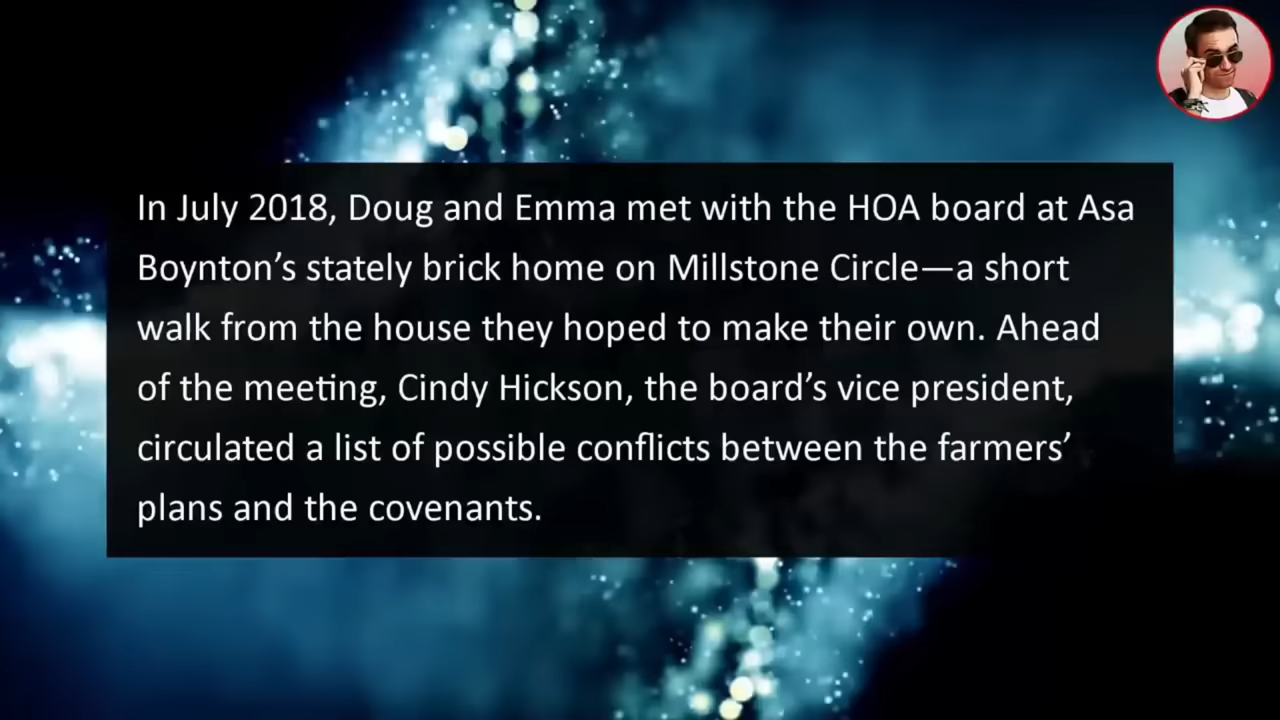 In July 2018, Doug and Emma met with the HOA board at Asa
Boynton’s stately brick home on Millstone Circle—a short
walk from the house they hoped to make their own. Ahead
of the meeting, Cindy Hickson, the board’s vice president,
circulated a list of possible conflicts between the farmers’
plans and the covenants.